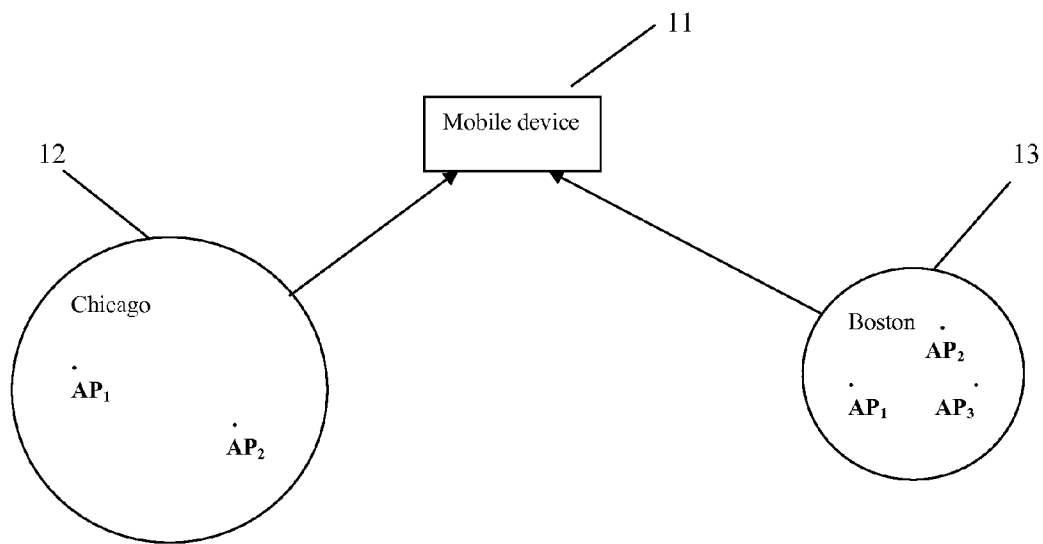 11
Mobile device
12
13
Chicago
Boston
AP₂
AP₁
AP₁
AP₃
AP₂